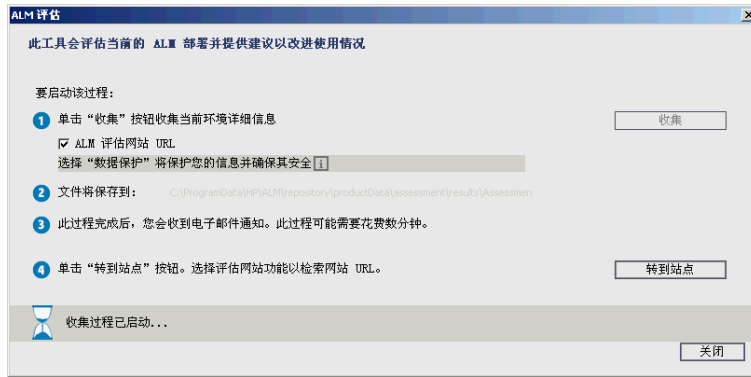 ALM 评估
此工具会评估当前的 ALM 部署并提供建议以改进使用情况
要启动该过程：
1 单击“收集”按钮收集当前环境详细信息
收集
ALM 评估网站 URL
选择“数据保护”将保护您的信息并确保其安全 i
2 文件将保存到： C:\ProgramData\HP\ALM\repository\productData\assessment\results\Assessmen
3 此过程完成后，您会收到电子邮件通知。此过程可能需要花费数分钟。
4 单击“转到站点”按钮。选择评估网站功能以检索网站 URL。
转到站点
收集过程已启动...
关闭